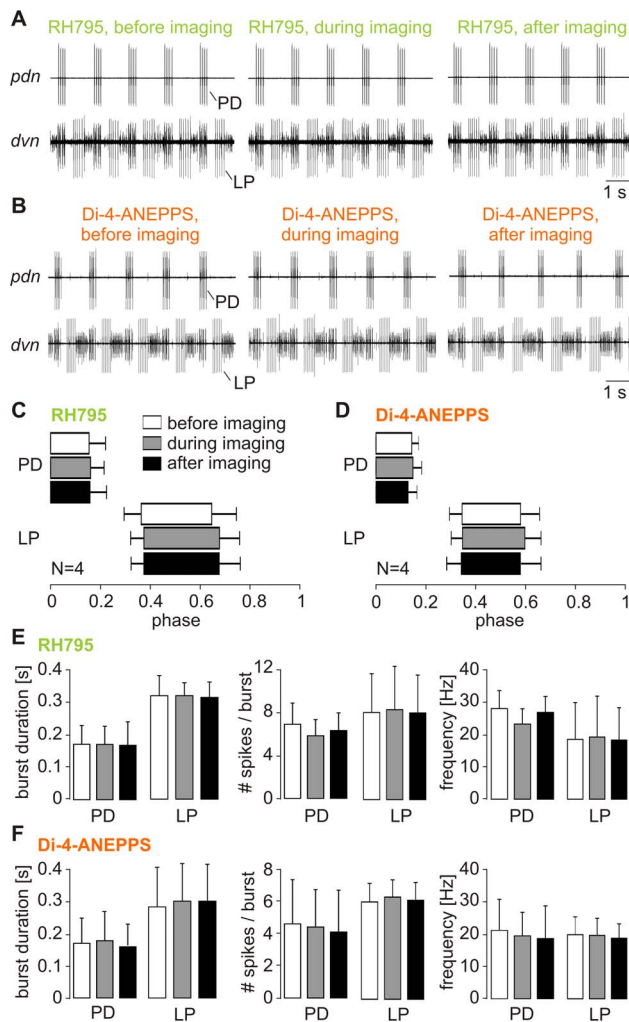 A
RH795, before imaging
RH795, during imaging
RH795, after imaging
pdn
PD
dvn
LP
1 s
B
Di-4-ANEPPS,
before imaging
Di-4-ANEPPS,
during imaging
Di-4-ANEPPS,
after imaging
pdn
PD
dvn
LP
1 s
C RH795
before imaging
during imaging
after imaging
PD
LP
N=4
0 0.2 0.4 0.6 0.8 1
phase
D Di-4-ANEPPS
PD
LP
N=4
0 0.2 0.4 0.6 0.8 1
phase
E RH795
burst duration [s]
0.4
0.3
0.2
0.1
0
PD LP
# spikes / burst
12
8
4
0
PD LP
frequency [Hz]
40
30
20
10
0
PD LP
F Di-4-ANEPPS
burst duration [s]
0.4
0.3
0.2
0.1
0
PD LP
# spikes / burst
8
6
4
2
0
PD LP
frequency [Hz]
40
30
20
10
0
PD LP